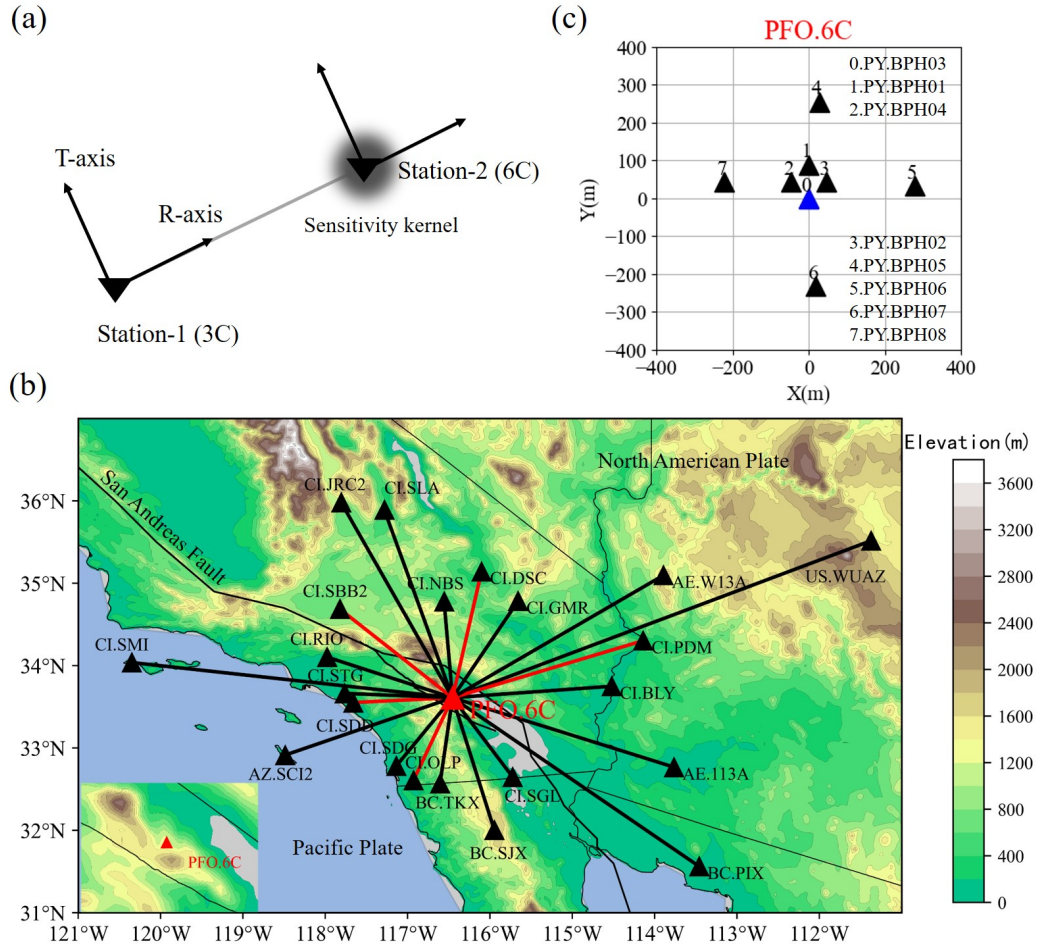 (a)
T-axis
R-axis
Station-1 (3C)
Station-2 (6C)
Sensitivity kernel
(c)
PFO.6C
400
300
200
100
0
−100
−200
−300
−400
Y(m)
−400
−200
0
200
400
X(m)
0.PY.BPH03
1.PY.BPH01
2.PY.BPH04
4
1
7
2
3
0
5
6
3.PY.BPH02
4.PY.BPH05
5.PY.BPH06
6.PY.BPH07
7.PY.BPH08
(b)
36°N
35°N
34°N
33°N
32°N
31°N
121°W
120°W
119°W
118°W
117°W
116°W
115°W
114°W
113°W
112°W
San Andreas Fault
North American Plate
Pacific Plate
CI.JRC2
CI.SLA
CI.DSC
CI.NBS
CI.GMR
CI.SBB2
CI.RIO
CI.SMI
CI.STG
CI.SDD
AZ.SCI2
CI.SDG
CI.OLP
BC.TKX
CI.SGL
BC.SJX
BC.PIX
AE.113A
CI.BLY
CI.PDM
AE.W13A
US.WUAZ
PFO.6C
PFO.6C
Elevation(m)
3600
3200
2800
2400
2000
1600
1200
800
400
0